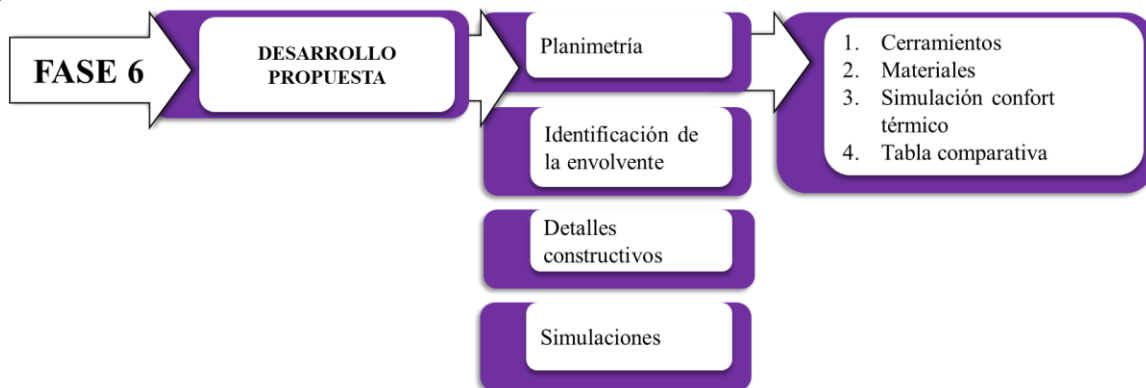 FASE 6
DESARROLLO
PROPUESTA
Planimetría
Identificación de
la envolvente
Detalles
constructivos
Simulaciones
1. Cerramientos
2. Materiales
3. Simulación confort
térmico
4. Tabla comparativa